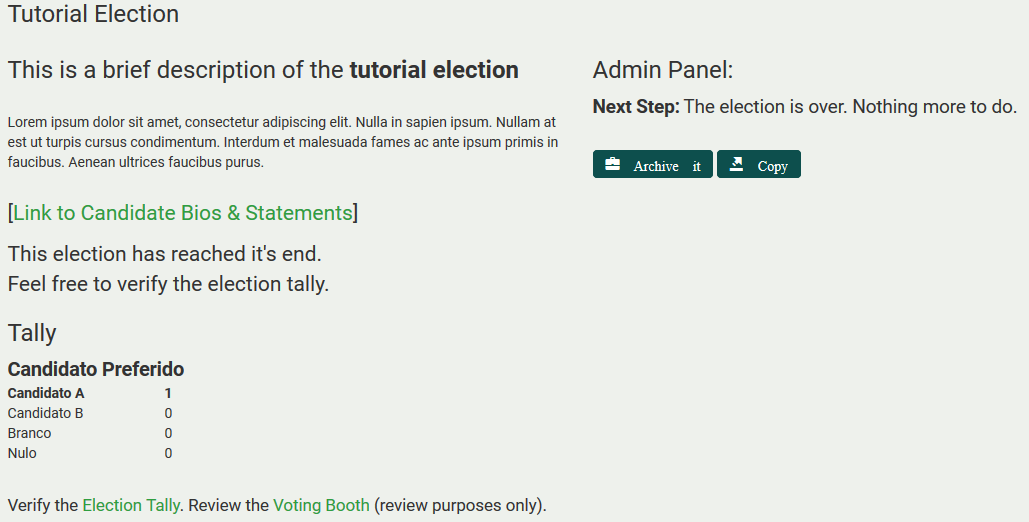 Tutorial Election
This is a brief description of the tutorial election
Lorem ipsum dolor sit amet, consectetur adipiscing elit. Nulla in sapien ipsum. Nullam at
est ut turpis cursus condimentum. Interdum et malesuada fames ac ante ipsum primis in
faucibus. Aenean ultrices faucibus purus.
[Link to Candidate Bios & Statements]
This election has reached it's end.
Feel free to verify the election tally.
Tally
Candidato Preferido
Candidato A 1
Candidato B 0
Branco 0
Nulo 0
Verify the Election Tally. Review the Voting Booth (review purposes only).
Admin Panel:
Next Step: The election is over. Nothing more to do.
Archive it Copy